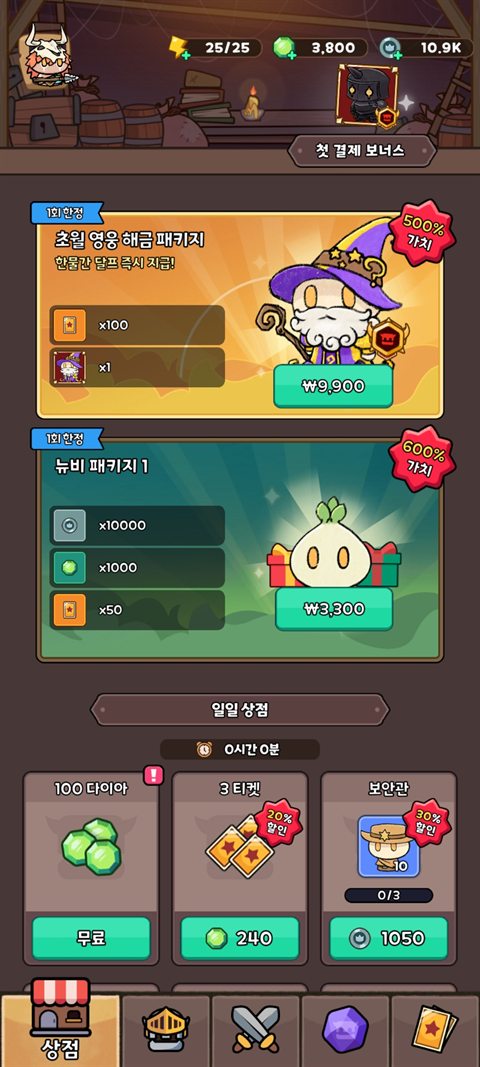 25/25
3,800
10.9K
첫 결제 보너스
1회 한정
500%
가치
초월 영웅 해금 패키지
한물간 달프 즉시 지급!
x100
x1
₩9,900
1회 한정
600%
가치
뉴비 패키지 1
x10000
x1000
x50
₩3,300
일일 상점
0시간 0분
100 다이아
!
무료
3 티켓
20%
할인
240
보안관
30%
할인
10
0/3
1050
상점